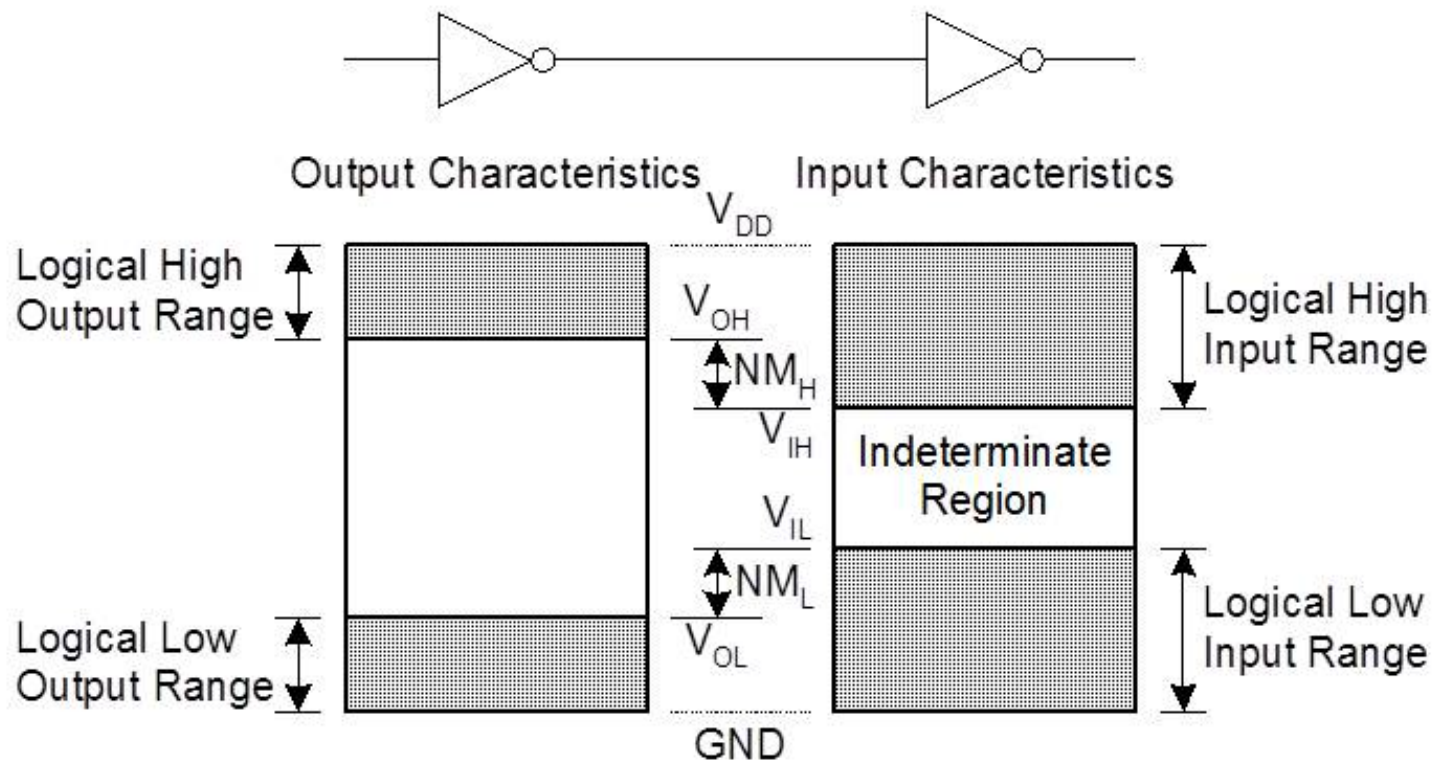 Output Characteristics
Input Characteristics
V_DD
Logical High
Output Range
V_OH
NM_H
Logical High
Input Range
V_IH
Indeterminate
Region
V_IL
NM_L
Logical Low
Output Range
V_OL
Logical Low
Input Range
GND